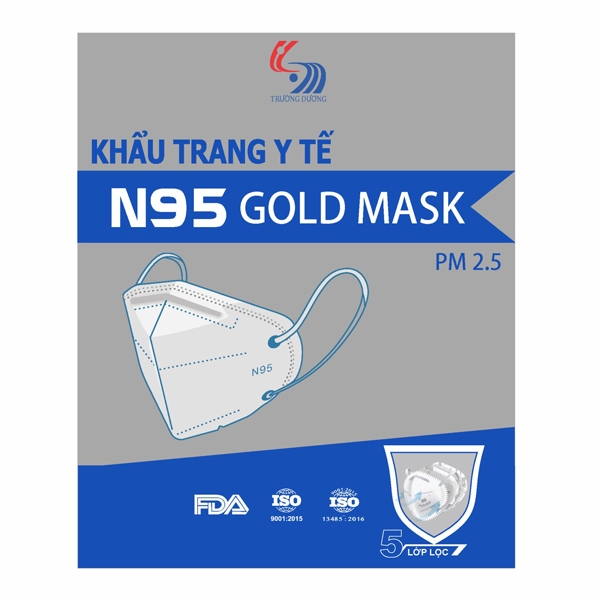 TRƯỜNG DƯƠNG
KHẨU TRANG Y TẾ
N95 GOLD MASK
PM 2.5
N95
FDA
ISO
9001:2015
ISO
13485 : 2016
5 LỚP LỌC